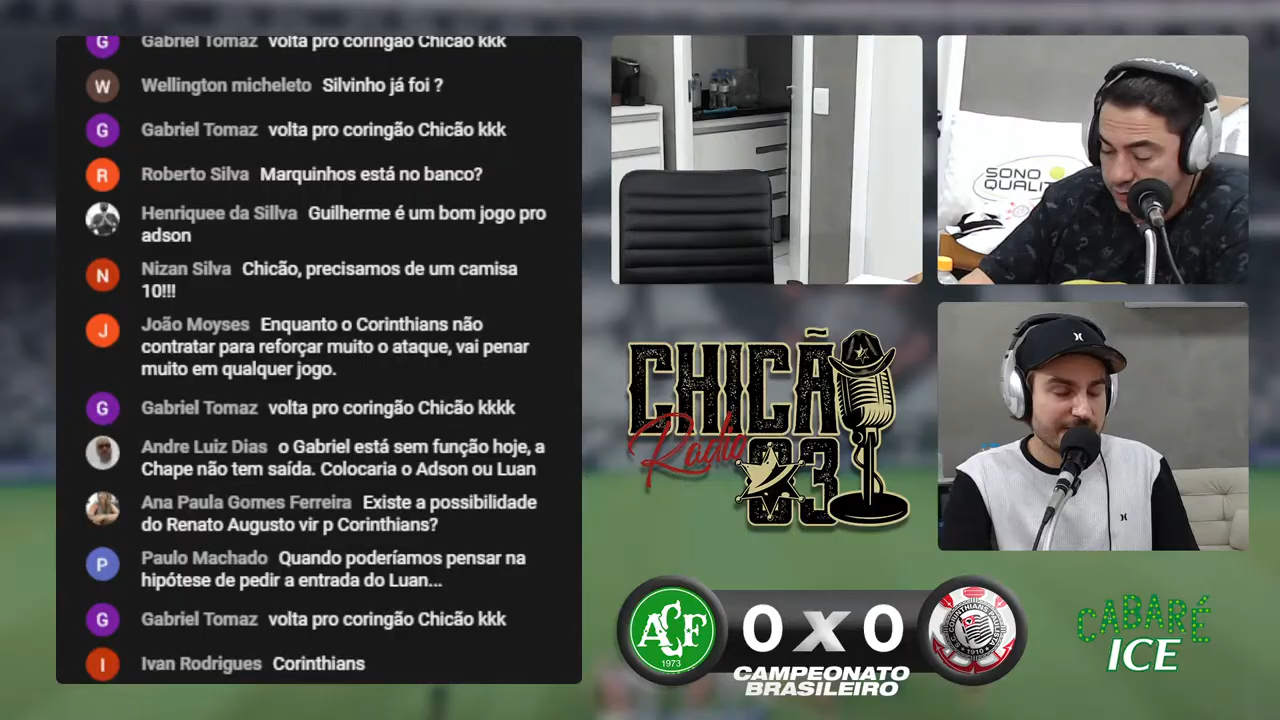 Gabriel Tomaz volta pro coringão Chicão kkk
W Wellington micheleto Silvinho já foi ?
G Gabriel Tomaz volta pro coringão Chicão kkk
R Roberto Silva Marquinhos está no banco?
Henriquee da Sillva Guilherme é um bom jogo pro
adson
N Nizan Silva Chicão, precisamos de um camisa
10!!!
J João Moyses Enquanto o Corinthians não
contratar para reforçar muito o ataque, vai penar
muito em qualquer jogo.
G Gabriel Tomaz volta pro coringão Chicão kkkk
Andre Luiz Dias o Gabriel está sem função hoje, a
Chape não tem saída. Colocaria o Adson ou Luan
Ana Paula Gomes Ferreira Existe a possibilidade
do Renato Augusto vir p Corinthians?
P Paulo Machado Quando poderíamos pensar na
hipótese de pedir a entrada do Luan...
G Gabriel Tomaz volta pro coringão Chicão kkk
I Ivan Rodrigues Corinthians
SONO
QUALIT
CHICÃO
Radio
93
ACF
1973
0 X 0
CAMPEONATO
BRASILEIRO
S.C. CORINTHIANS PAULISTA
1910
CABARÉ
ICE